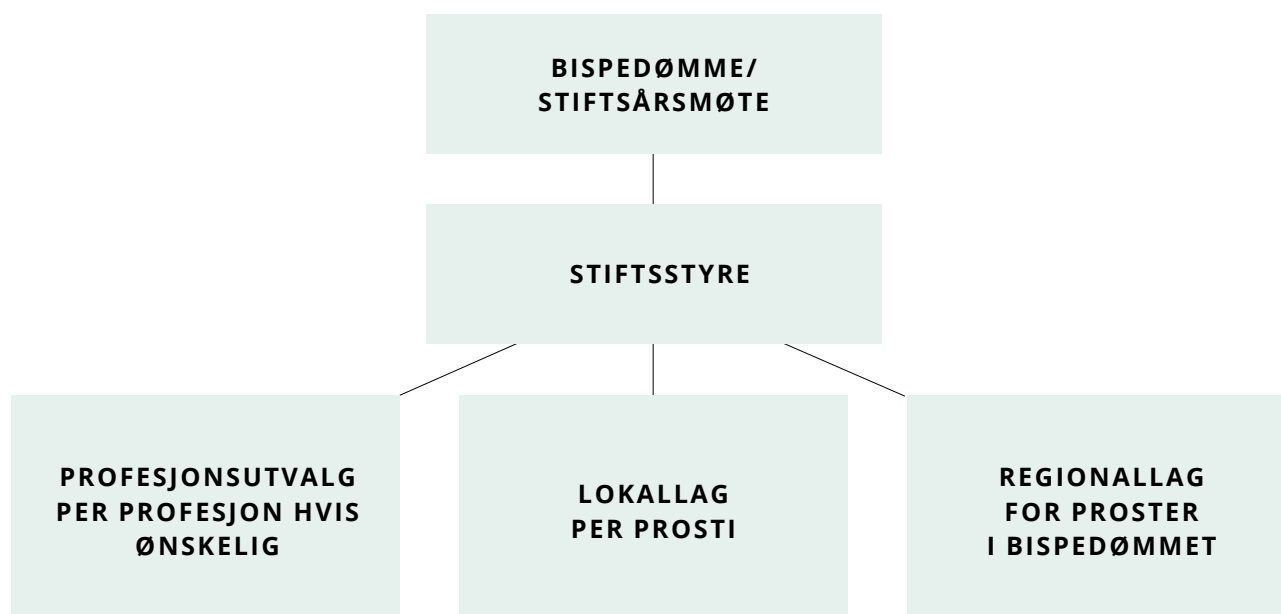 BISPEDØMME/
STIFTSÅRSMØTE
STIFTSSTYRE
PROFESJONSUTVALG
PER PROFESJON HVIS
ØNSKELIG
LOKALLAG
PER PROSTI
REGIONALLAG
FOR PROSTER
I BISPEDØMMET